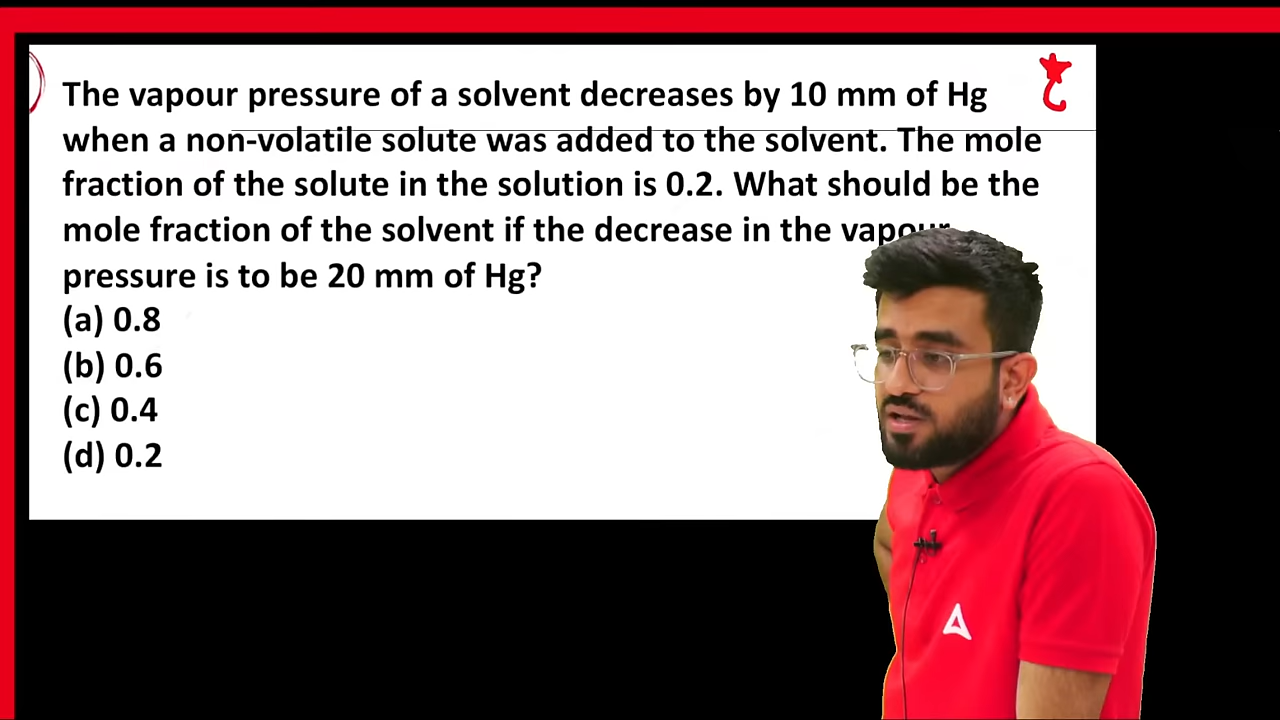 The vapour pressure of a solvent decreases by 10 mm of Hg
when a non-volatile solute was added to the solvent. The mole
fraction of the solute in the solution is 0.2. What should be the
mole fraction of the solvent if the decrease in the vapour
pressure is to be 20 mm of Hg?
(a) 0.8
(b) 0.6
(c) 0.4
(d) 0.2